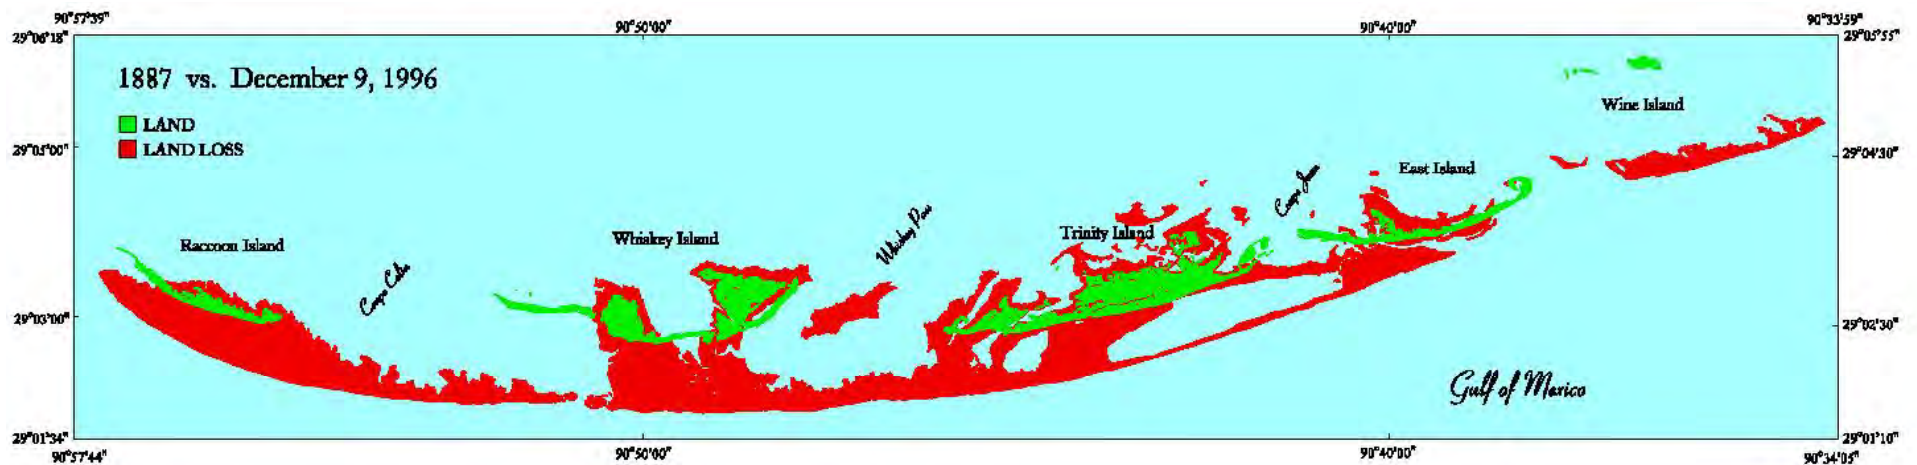 90°57'39" 90°50'00" 90°40'00" 90°33'59"
29°06'18" 29°05'55"
1887 vs. December 9, 1996
LAND
LAND LOSS
Wine Island
29°05'00" 29°04'30"
East Island
Raccoon Island
Whiskey Island
Whiskey Pass
Trinity Island
29°03'00" 29°02'30"
Gulf of Mexico
29°01'34" 29°01'10"
90°57'44" 90°50'00" 90°40'00" 90°34'05"